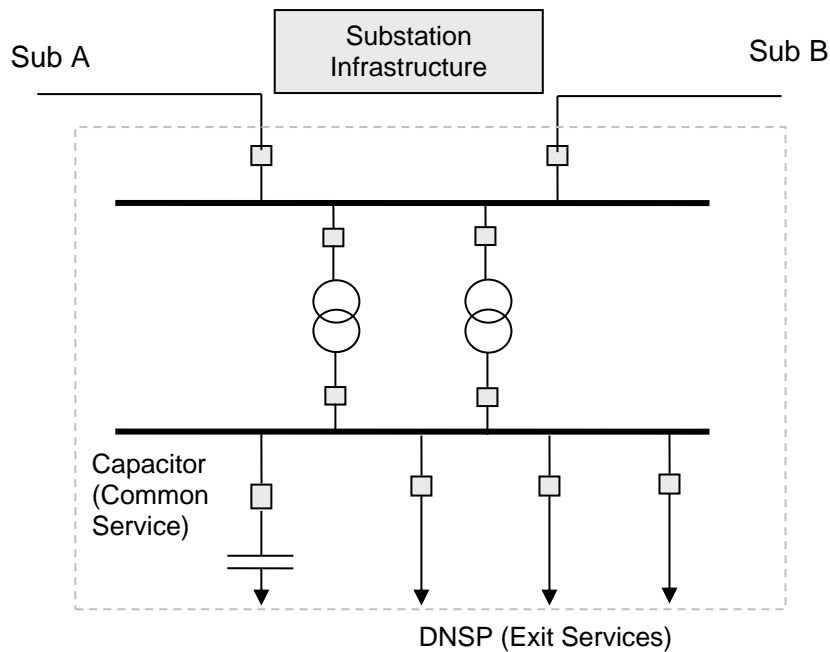 Sub A
Substation
Infrastructure
Sub B
Capacitor
(Common
Service)
DNSP (Exit Services)